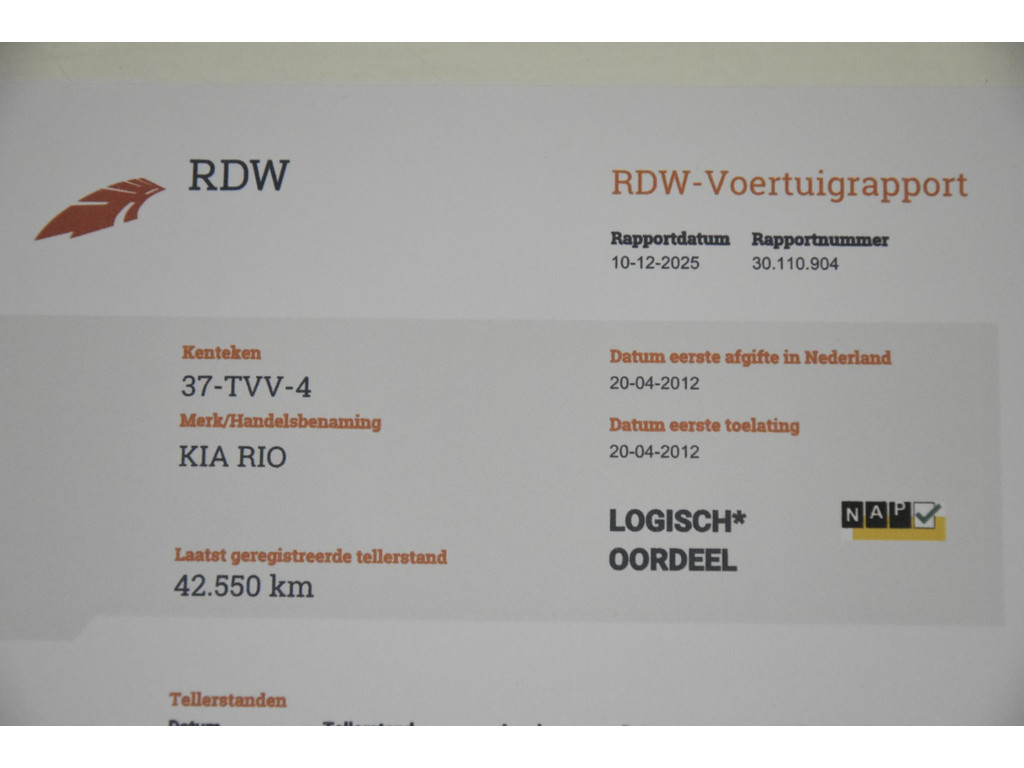 RDW
RDW-Voertuigrapport
Rapportdatum Rapportnummer
10-12-2025 30.110.904
Kenteken
37-TVV-4
Merk/Handelsbenaming
KIA RIO
Laatst geregistreerde tellerstand
42.550 km
Datum eerste afgifte in Nederland
20-04-2012
Datum eerste toelating
20-04-2012
LOGISCH*
OORDEEL
NAP
Tellerstanden
Datum Tellerstand